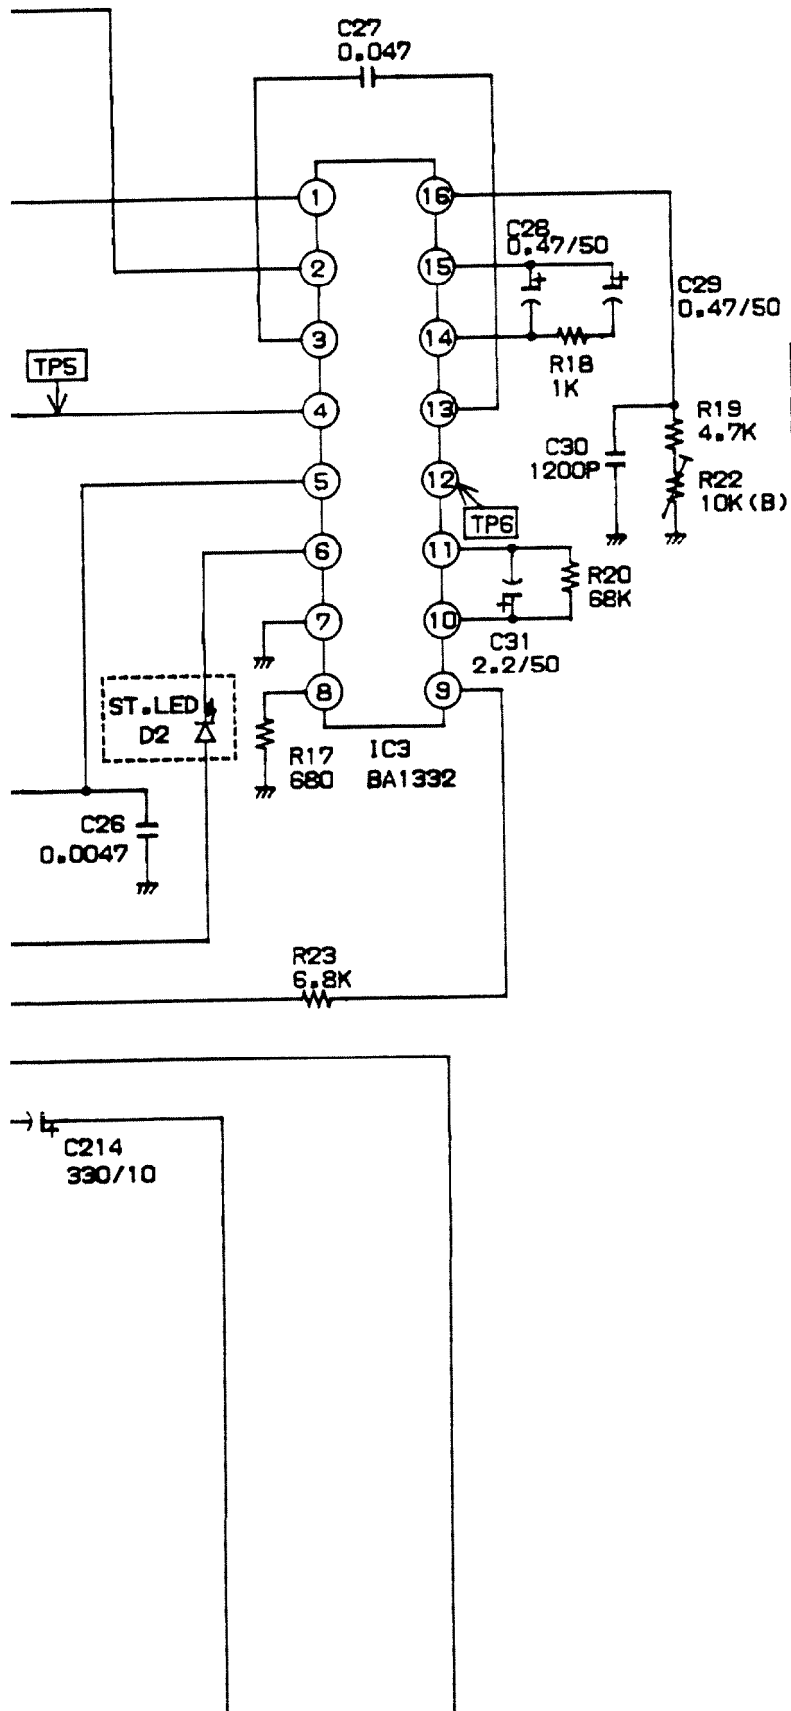 C27
0.047
1
16
C28
0.47/50
2
15
C29
0.47/50
3
14
TP5
R18
1K
4
13
R19
4.7K
C30
1200P
5
12
R22
10K(B)
TP6
6
11
R20
68K
7
10
C31
2.2/50
8
9
ST.LED
D2
R17
680
IC3
BA1332
C26
0.0047
R23
6.8K
C214
330/10